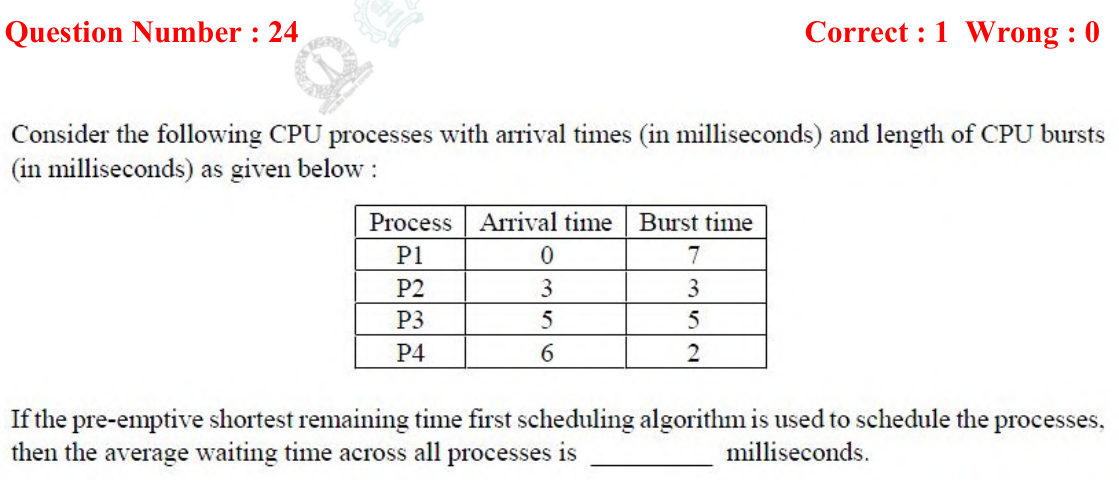 Question Number : 24 Correct : 1 Wrong : 0
Consider the following CPU processes with arrival times (in milliseconds) and length of CPU bursts
(in milliseconds) as given below :
Process Arrival time Burst time
P1 0 7
P2 3 3
P3 5 5
P4 6 2
If the pre-emptive shortest remaining time first scheduling algorithm is used to schedule the processes,
then the average waiting time across all processes is __________ milliseconds.